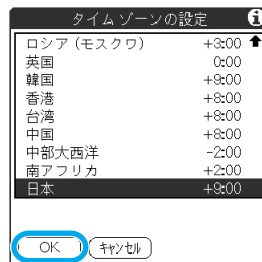 タイム ゾーンの設定
ロシア (モスクワ) +3:00
英国 0:00
韓国 +9:00
香港 +8:00
台湾 +8:00
中国 +8:00
中部大西洋 -2:00
南アフリカ +2:00
日本 +9:00
OK キャンセル